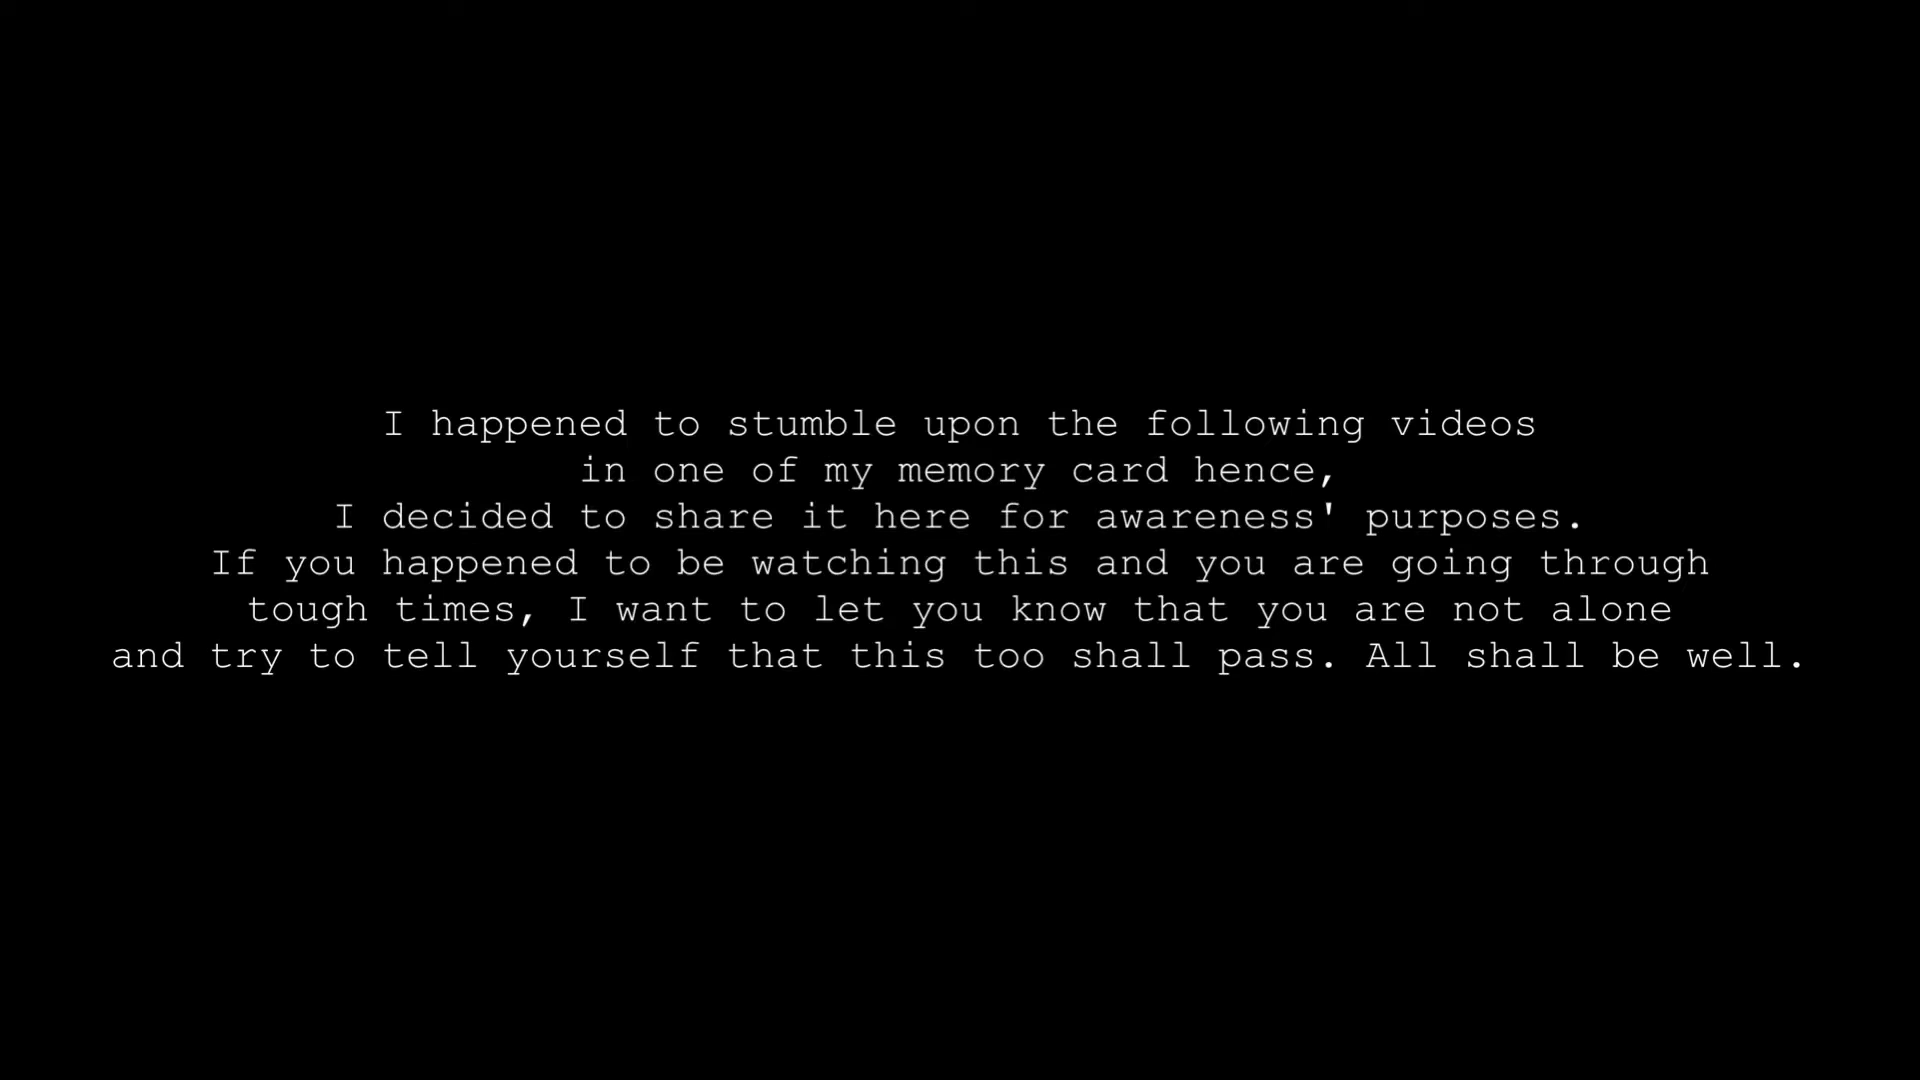 I happened to stumble upon the following videos
in one of my memory card hence,
I decided to share it here for awareness' purposes.
If you happened to be watching this and you are going through
tough times, I want to let you know that you are not alone
and try to tell yourself that this too shall pass. All shall be well.